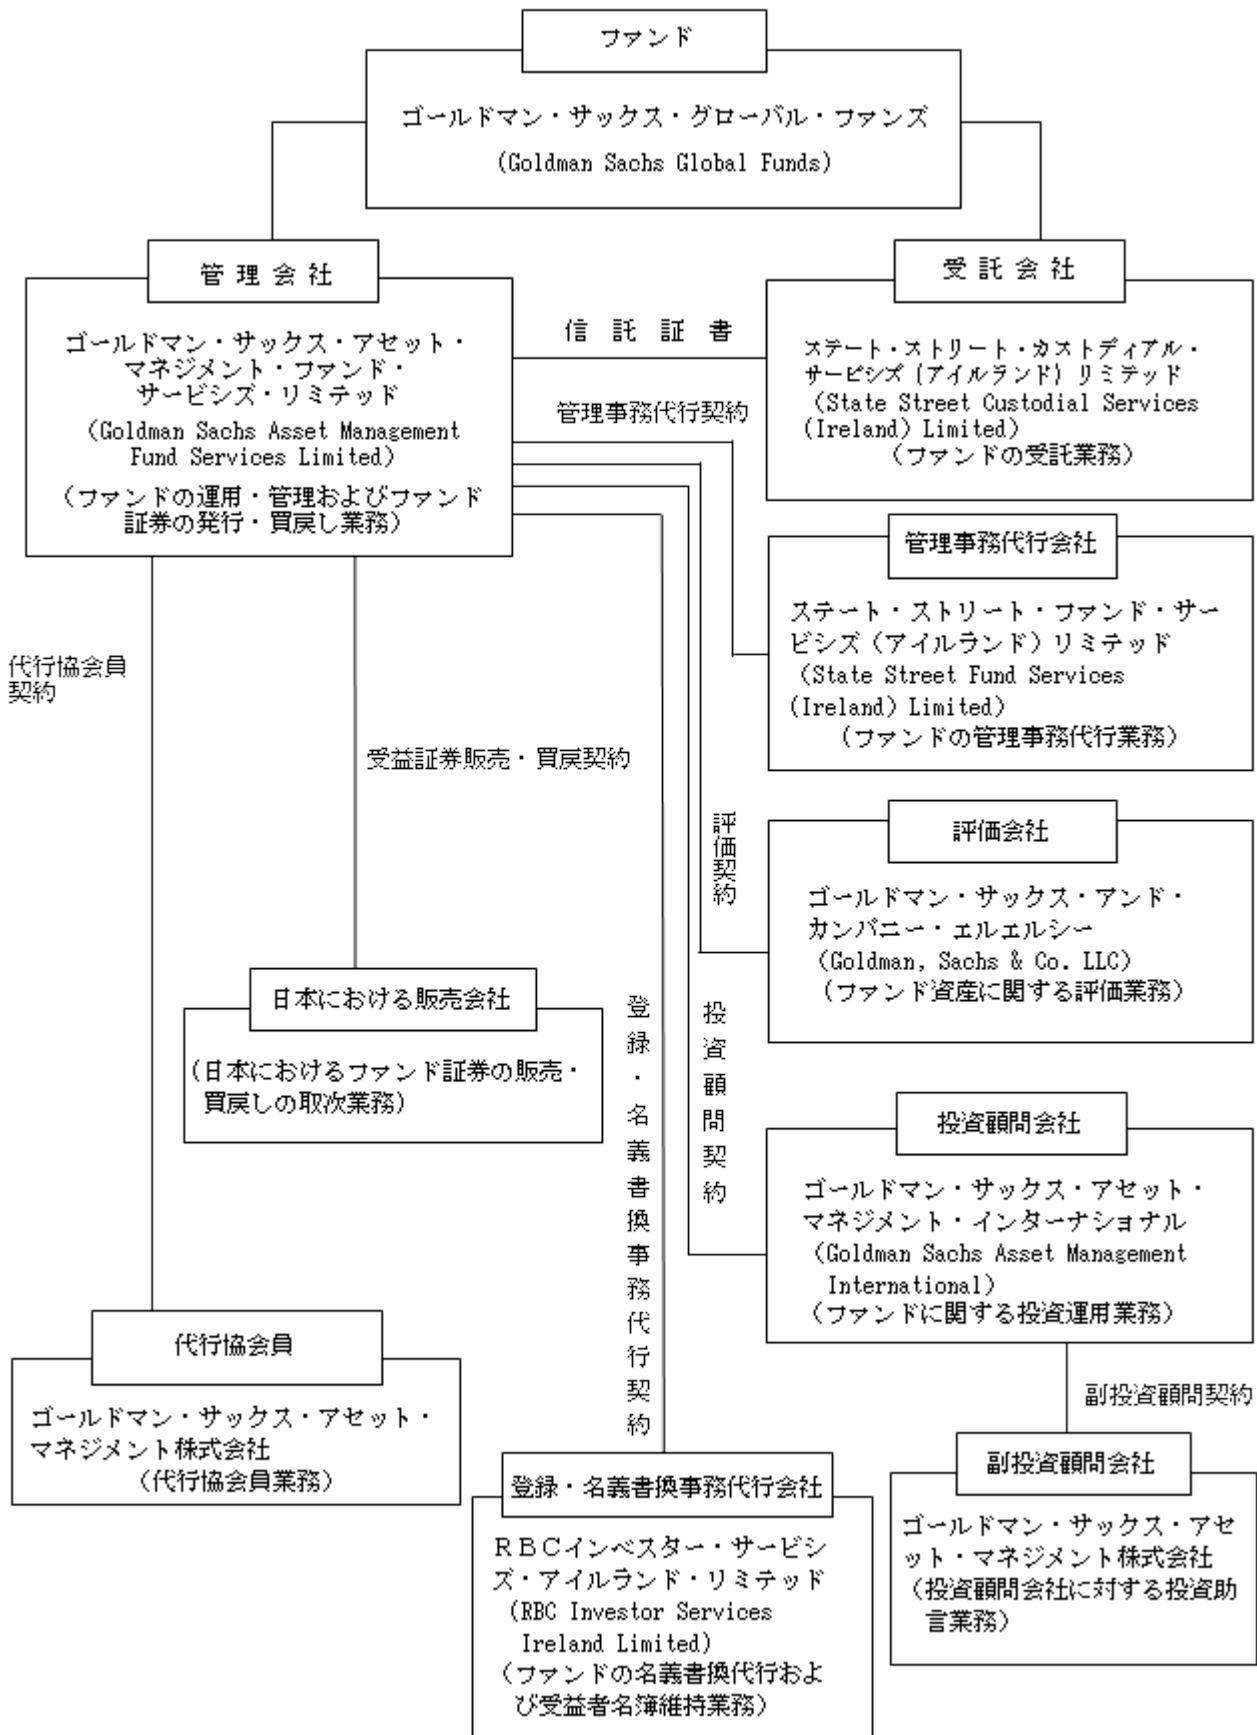 ファンド
ゴールドマン・サックス・グローバル・ファンズ
(Goldman Sachs Global Funds)
管理会社
ゴールドマン・サックス・アセット・
マネジメント・ファンド・
サービシズ・リミテッド
(Goldman Sachs Asset Management
Fund Services Limited)
(ファンドの運用・管理およびファンド
証券の発行・買戻し業務)
信託証書
受託会社
ステート・ストリート・カストディアル・
サービシズ(アイルランド)リミテッド
(State Street Custodial Services
(Ireland) Limited)
(ファンドの受託業務)
管理事務代行契約
管理事務代行会社
ステート・ストリート・ファンド・サー
ビシズ(アイルランド)リミテッド
(State Street Fund Services
(Ireland) Limited)
(ファンドの管理事務代行業務)
代行協会員
契約
受益証券販売・買戻契約
評価契約
評価会社
ゴールドマン・サックス・アンド・
カンパニー・エルエルシー
(Goldman, Sachs & Co. LLC)
(ファンド資産に関する評価業務)
日本における販売会社
(日本におけるファンド証券の販売・
買戻しの取次業務)
登録・名義書換事務代行契約
投資顧問契約
投資顧問会社
ゴールドマン・サックス・アセット・
マネジメント・インターナショナル
(Goldman Sachs Asset Management
International)
(ファンドに関する投資運用業務)
代行協会員
ゴールドマン・サックス・アセット・
マネジメント株式会社
(代行協会員業務)
副投資顧問契約
登録・名義書換事務代行会社
RBCインベスター・サービシ
ズ・アイルランド・リミテッド
(RBC Investor Services
Ireland Limited)
(ファンドの名義書換代行およ
び受益者名簿維持業務)
副投資顧問会社
ゴールドマン・サックス・アセ
ット・マネジメント株式会社
(投資顧問会社に対する投資助
言業務)